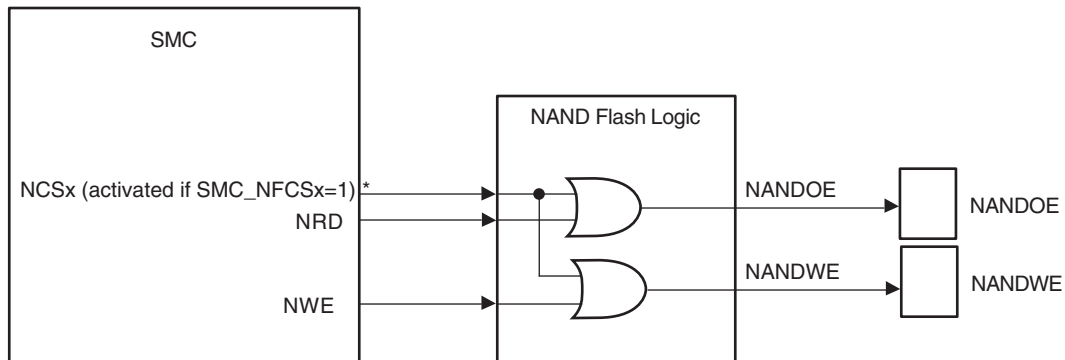 SMC
NAND Flash Logic
NCSx (activated if SMC_NFCSx=1) *
NRD
NWE
NANDOE
NANDOE
NANDWE
NANDWE